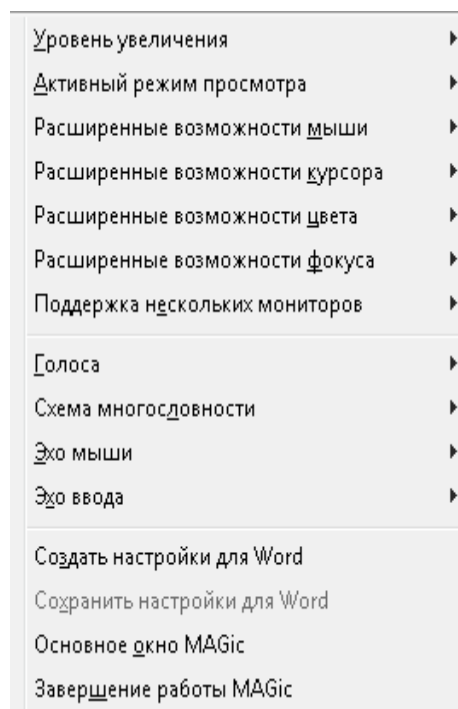 Уровень увеличения
Активный режим просмотра
Расширенные возможности мыши
Расширенные возможности курсора
Расширенные возможности цвета
Расширенные возможности фокуса
Поддержка нескольких мониторов
Голоса
Схема многословности
Эхо мыши
Эхо ввода
Создать настройки для Word
Сохранить настройки для Word
Основное окно MAGic
Завершение работы MAGic